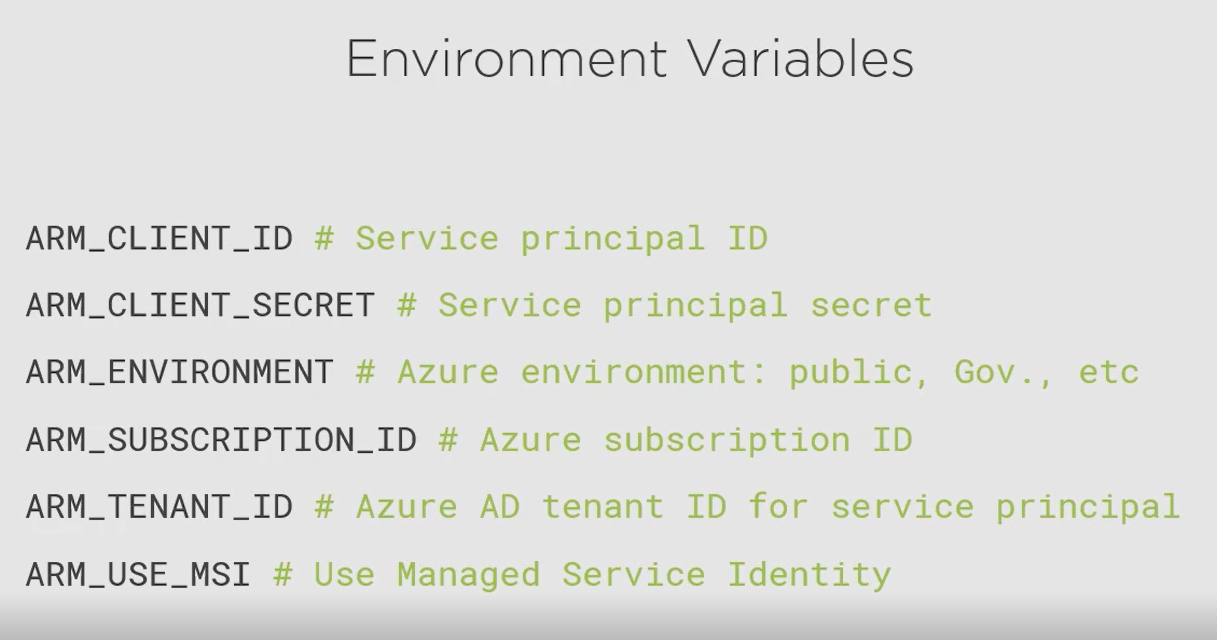 Environment Variables
ARM_CLIENT_ID # Service principal ID
ARM_CLIENT_SECRET # Service principal secret
ARM_ENVIRONMENT # Azure environment: public, Gov., etc
ARM_SUBSCRIPTION_ID # Azure subscription ID
ARM_TENANT_ID # Azure AD tenant ID for service principal
ARM_USE_MSI # Use Managed Service Identity